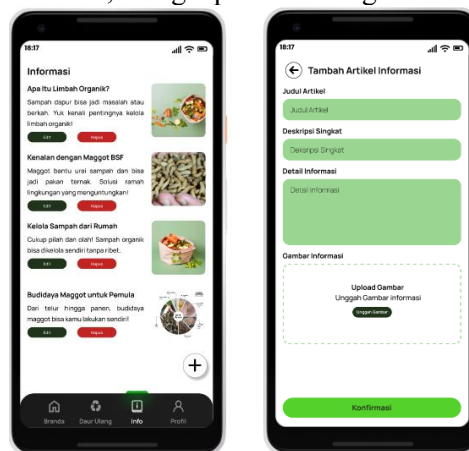 18:17
Informasi
Apa Itu Limbah Organik?
Sampah dapur bisa jadi masalah atau
berkah. Yuk kenali pentingnya kelola
limbah organik!
Edit Hapus
Kenalan dengan Maggot BSF
Maggot bantu urai sampah dan bisa
jadi pakan ternak. Solusi ramah
lingkungan yang menguntungkan!
Edit Hapus
Kelola Sampah dari Rumah
Cukup pilah dan olah! Sampah organik
bisa dikelola sendiri tanpa ribet.
Edit Hapus
Budidaya Maggot untuk Pemula
Dari telur hingga panen, budidaya
maggot bisa kamu lakukan sendiri!
Edit Hapus
Branda Daur Ulang Info Profil
18:17
Tambah Artikel Informasi
Judul Artikel
Judul Artikel
Deskripsi Singkat
Deksripsi Singkat
Detail Informasi
Detail Informasi
Gambar Informasi
Upload Gambar
Unggah Gambar informasi
Unggah Gambar
Konfirmasi